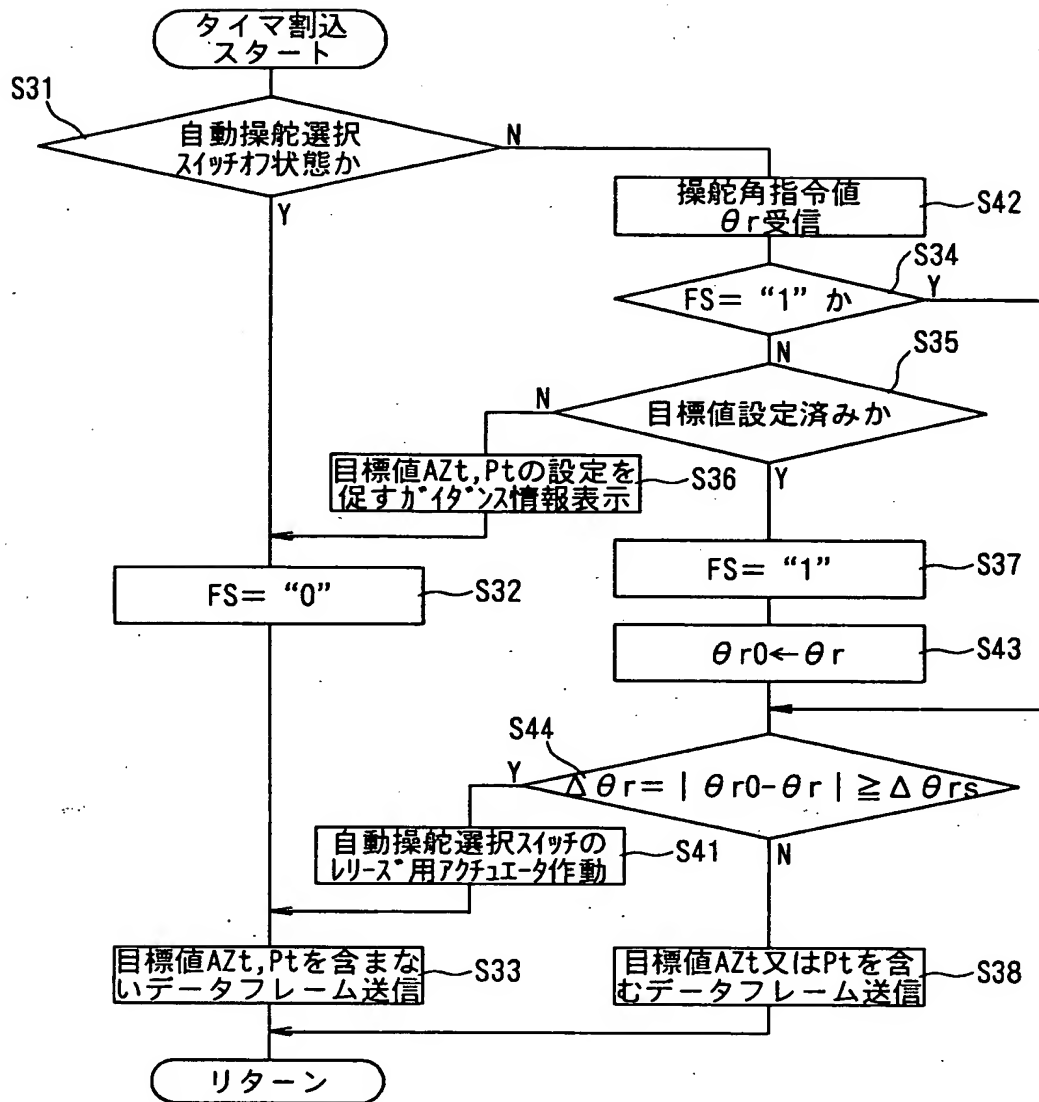 タイマ割込
スタート
S31
自動操舵選択
スイッチオフ状態か
N
Y
操舵角指令値
θr受信
S42
S34
FS= “1” か
Y
N
S35
目標値設定済みか
N
Y
目標値AZt,Ptの設定を
促すガイダンス情報表示
S36
FS= “0”
S32
FS= “1”
S37
θr0←θr
S43
S44
Δθr=|θr0-θr|≧Δθrs
Y
N
自動操舵選択スイッチの
レリーズ用アクチュエータ作動
S41
目標値AZt,Ptを含まな
いデータフレーム送信
S33
目標値AZt又はPtを含
むデータフレーム送信
S38
リターン